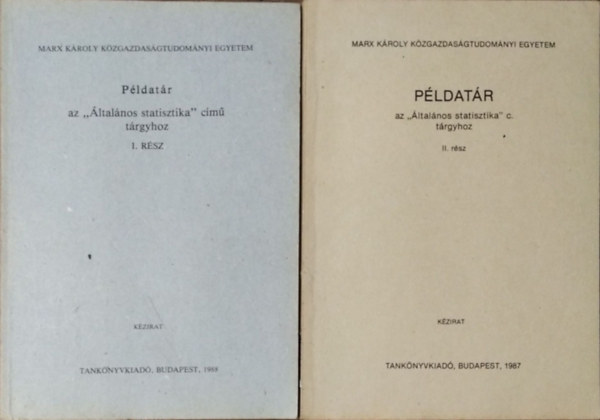 MARX KÁROLY KÖZGAZDASÁGTUDOMÁNYI EGYETEM
Példatár
az „Általános statisztika” című
tárgyhoz
I. RÉSZ
KÉZIRAT
TANKÖNYVKIADÓ, BUDAPEST, 1988
MARX KÁROLY KÖZGAZDASÁGTUDOMÁNYI EGYETEM
PÉLDATÁR
az „Általános statisztika” c.
tárgyhoz
II. rész
KÉZIRAT
TANKÖNYVKIADÓ, BUDAPEST, 1987